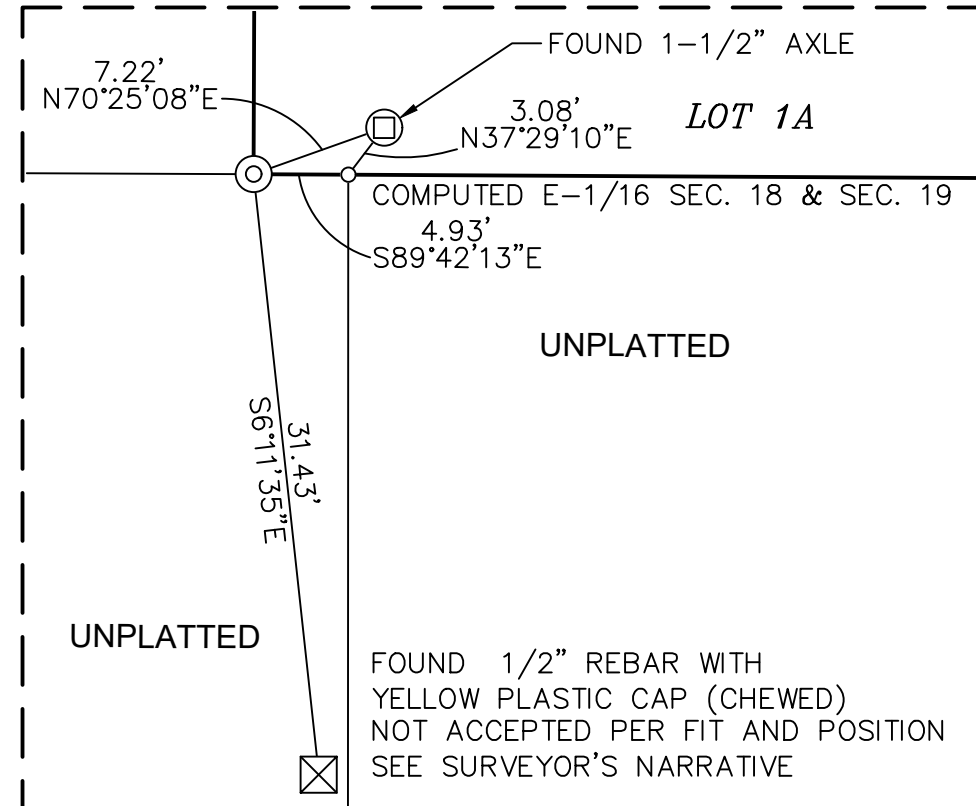 FOUND 1-1/2" AXLE
7.22'
N70°25'08"E
3.08'
N37°29'10"E
LOT 1A
COMPUTED E-1/16 SEC. 18 & SEC. 19
4.93'
S89°42'13"E
UNPLATTED
31.43'
S6°11'35"E
UNPLATTED
FOUND 1/2" REBAR WITH
YELLOW PLASTIC CAP (CHEWED)
NOT ACCEPTED PER FIT AND POSITION
SEE SURVEYOR'S NARRATIVE